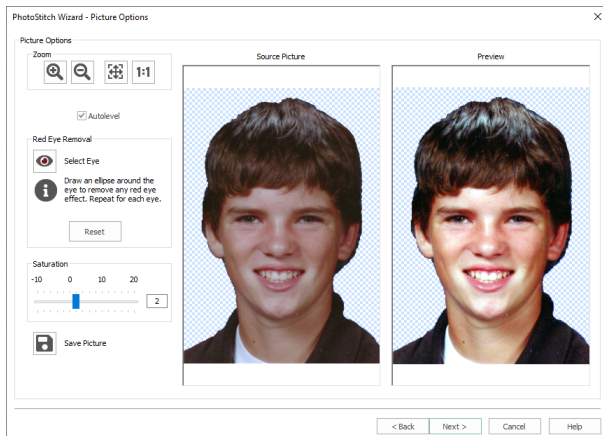 PhotoStitch Wizard - Picture Options
Picture Options
Zoom
1:1
Autolevel
Red Eye Removal
Select Eye
Draw an ellipse around the
eye to remove any red eye
effect. Repeat for each eye.
Reset
Saturation
-10 0 10 20
2
Save Picture
Source Picture
Preview
< Back Next > Cancel Help